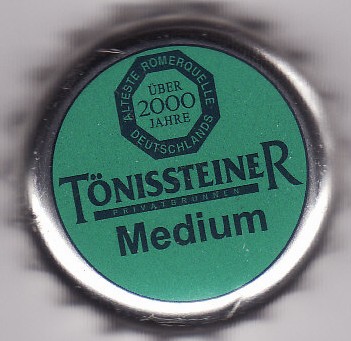 ÄLTESTE RÖMERQUELLE
DEUTSCHLANDS
ÜBER
2000
JAHRE
TÖNISSTEINER
PRIVATBRUNNEN
Medium